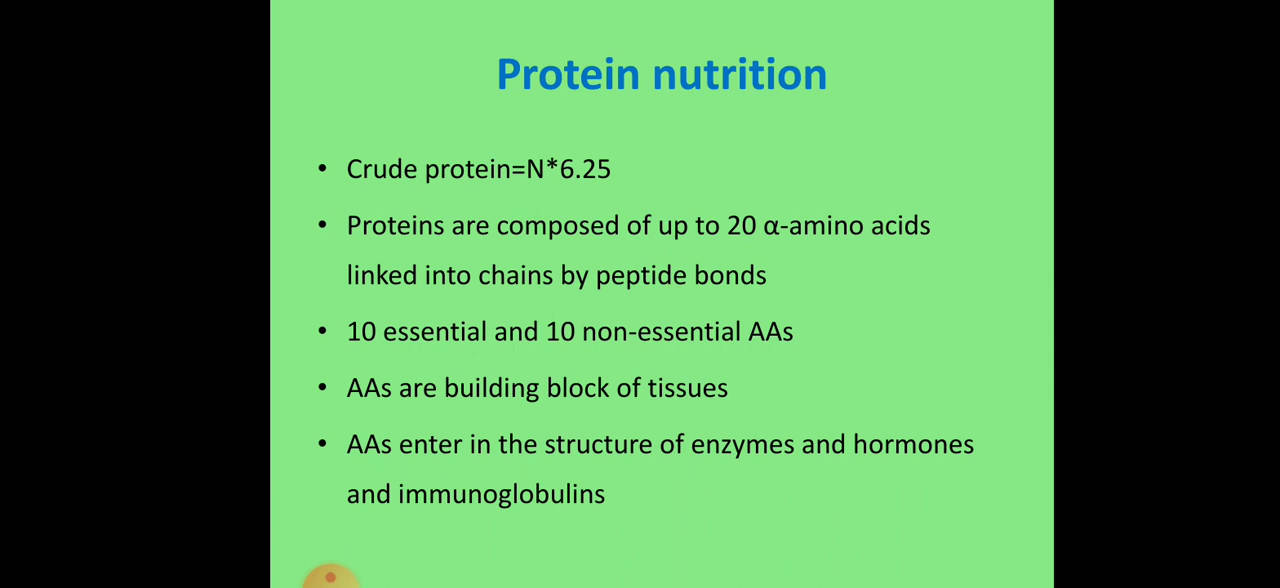 Protein nutrition
• Crude protein=N*6.25
• Proteins are composed of up to 20 α-amino acids
linked into chains by peptide bonds
• 10 essential and 10 non-essential AAs
• AAs are building block of tissues
• AAs enter in the structure of enzymes and hormones
and immunoglobulins